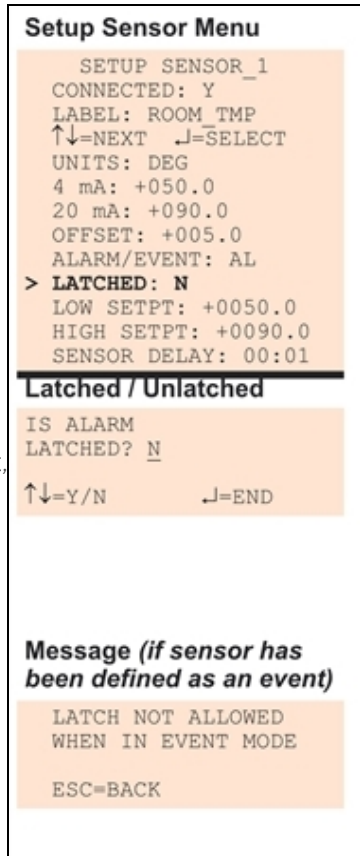 Setup Sensor Menu
SETUP SENSOR_1
CONNECTED: Y
LABEL: ROOM_TMP
↑↓=NEXT ↵=SELECT
UNITS: DEG
4 mA: +050.0
20 mA: +090.0
OFFSET: +005.0
ALARM/EVENT: AL
> LATCHED: N
LOW SETPT: +0050.0
HIGH SETPT: +0090.0
SENSOR DELAY: 00:01
Latched / Unlatched
IS ALARM
LATCHED? N
↑↓=Y/N ↵=END
Message (if sensor has
been defined as an event)
LATCH NOT ALLOWED
WHEN IN EVENT MODE
ESC=BACK